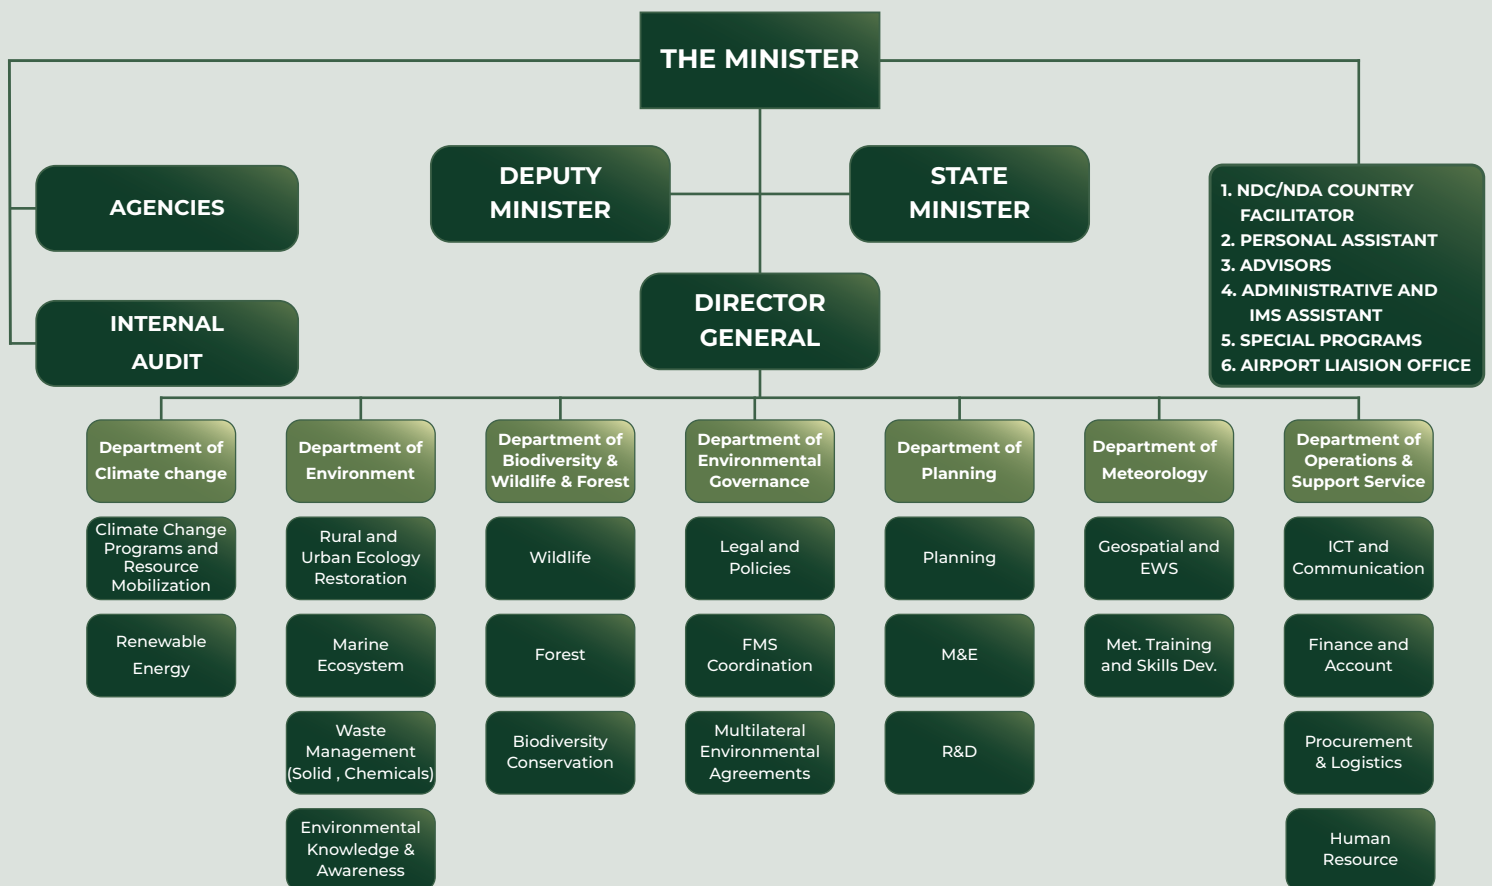 THE MINISTER
DEPUTY
MINISTER
STATE
MINISTER
AGENCIES
INTERNAL
AUDIT
DIRECTOR
GENERAL
1. NDC/NDA COUNTRY
FACILITATOR
2. PERSONAL ASSISTANT
3. ADVISORS
4. ADMINISTRATIVE AND
IMS ASSISTANT
5. SPECIAL PROGRAMS
6. AIRPORT LIAISION OFFICE
Department of
Climate change
Climate Change
Programs and
Resource
Mobilization
Renewable
Energy
Department of
Environment
Rural and
Urban Ecology
Restoration
Marine
Ecosystem
Waste
Management
(Solid , Chemicals)
Environmental
Knowledge &
Awareness
Department of
Biodiversity &
Wildlife & Forest
Wildlife
Forest
Biodiversity
Conservation
Department of
Environmental
Governance
Legal and
Policies
FMS
Coordination
Multilateral
Environmental
Agreements
Department of
Planning
Planning
M&E
R&D
Department of
Meteorology
Geospatial and
EWS
Met. Training
and Skills Dev.
Department of
Operations &
Support Service
ICT and
Communication
Finance and
Account
Procurement
& Logistics
Human
Resource